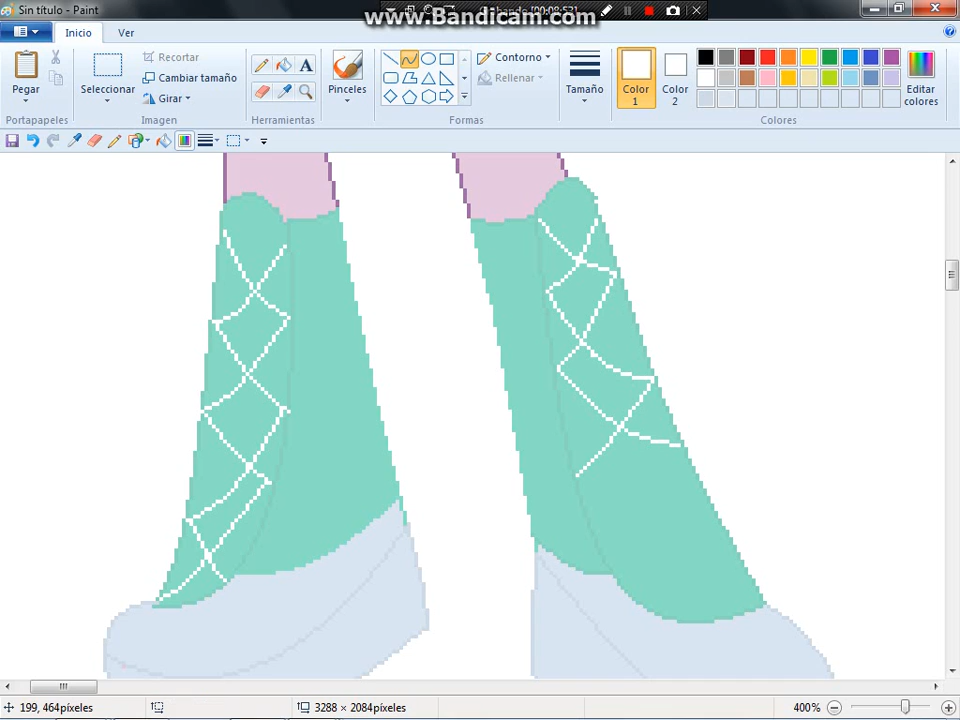 Sin título - Paint
www.Bandicam.com
Inicio
Ver
Pegar
Seleccionar
Recortar
Cambiar tamaño
Girar
A
Pinceles
Contorno
Rellenar
Tamaño
Color 1
Color 2
Editar colores
Portapapeles
Imagen
Herramientas
Formas
Colores
199, 464píxeles
3288 × 2084píxeles
400%